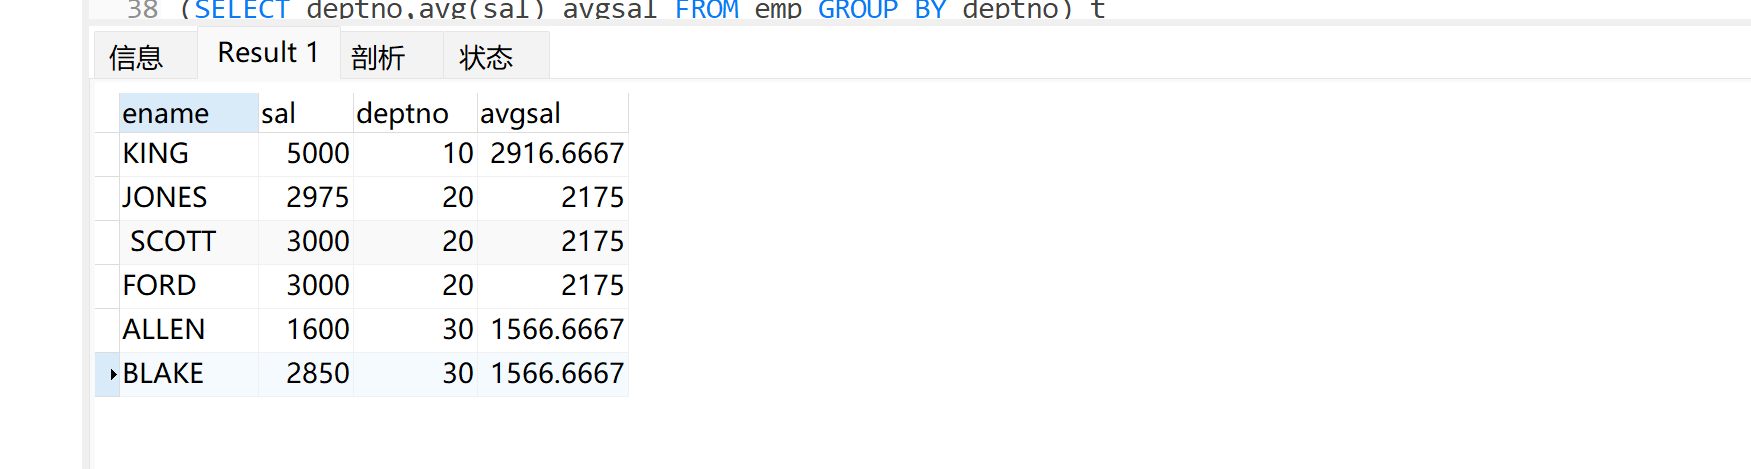 38 (SELECT deptno,avg(sal) avgsal FROM emp GROUP BY deptno) t
信息 Result 1 剖析 状态
ename sal deptno avgsal
KING 5000 10 2916.6667
JONES 2975 20 2175
SCOTT 3000 20 2175
FORD 3000 20 2175
ALLEN 1600 30 1566.6667
BLAKE 2850 30 1566.6667